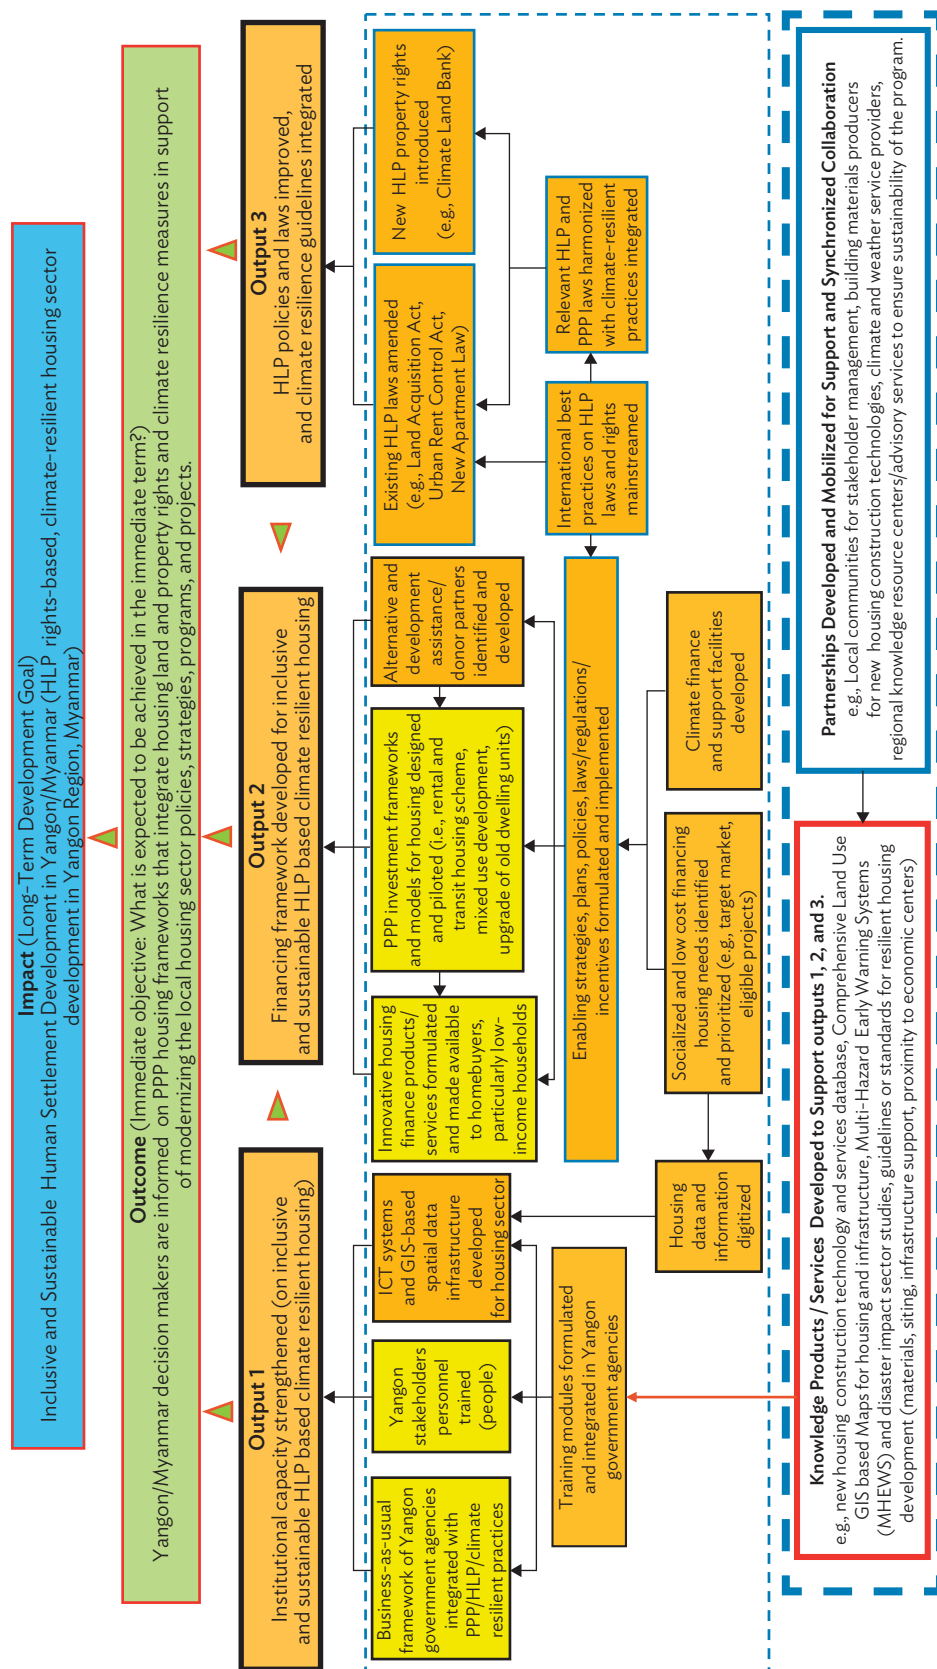 Impact (Long-Term Development Goal)
Inclusive and Sustainable Human Settlement Development in Yangon/Myanmar (HLP rights-based, climate-resilient housing sector
development in Yangon Region, Myanmar)
Outcome (Immediate objective: What is expected to be achieved in the immediate term?)
Yangon/Myanmar decision makers are informed on PPP housing frameworks that integrate housing land and property rights and climate resilience measures in support
of modernizing the local housing sector policies, strategies, programs, and projects.
Output 1
Institutional capacity strengthened (on inclusive
and sustainable HLP based climate resilient housing)
Output 2
Financing framework developed for inclusive
and sustainable HLP based climate resilient housing
Output 3
HLP policies and laws improved,
and climate resilience guidelines integrated
Business-as-usual
framework of Yangon
government agencies
integrated with
PPP/HLP/climate
resilient practices
Yangon
stakeholders
personnel
trained
(people)
ICT systems
and GIS-based
spatial data
infrastructure
developed
for housing sector
Innovative housing
finance products/
services formulated
and made available
to homebuyers,
particularly low-
income households
PPP investment frameworks
and models for housing designed
and piloted (i.e., rental and
transit housing scheme,
mixed use development,
upgrade of old dwelling units)
Alternative and
development
assistance/
donor partners
identified and
developed
Existing HLP laws amended
(e.g., Land Acquisition Act,
Urban Rent Control Act,
New Apartment Law)
New HLP property rights
introduced
(e.g., Climate Land Bank)
Training modules formulated
and integrated in Yangon
government agencies
Enabling strategies, plans, policies, laws/regulations/
incentives formulated and implemented
International best
practices on HLP
laws and rights
mainstreamed
Relevant HLP and
PPP laws harmonized
with climate-resilient
practices integrated
Housing
data and
information
digitized
Socialized and low cost financing
housing needs identified
and prioritized (e.g., target market,
eligible projects)
Climate finance
and support facilities
developed
Knowledge Products / Services Developed to Support outputs 1, 2, and 3.
e.g., new housing construction technology and services database, Comprehensive Land Use
GIS based Maps for housing and infrastructure, Multi-Hazard Early Warning Systems
(MHEWS) and disaster impact sector studies, guidelines or standards for resilient housing
development (materials, siting, infrastructure support, proximity to economic centers)
Partnerships Developed and Mobilized for Support and Synchronized Collaboration
e.g., Local communities for stakeholder management, building materials producers
for new housing construction technologies, climate and weather service providers,
regional knowledge resource centers/advisory services to ensure sustainability of the program.